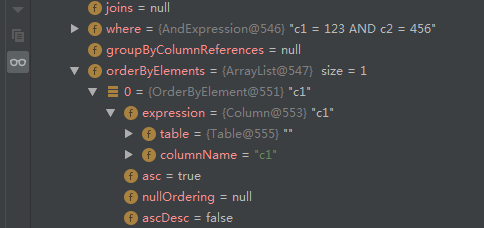 f joins = null
f where = {AndExpression@546} "c1 = 123 AND c2 = 456"
f groupByColumnReferences = null
f orderByElements = {ArrayList@547} size = 1
0 = {OrderByElement@551} "c1"
f expression = {Column@553} "c1"
f table = {Table@555} ""
f columnName = "c1"
f asc = true
f nullOrdering = null
f ascDesc = false